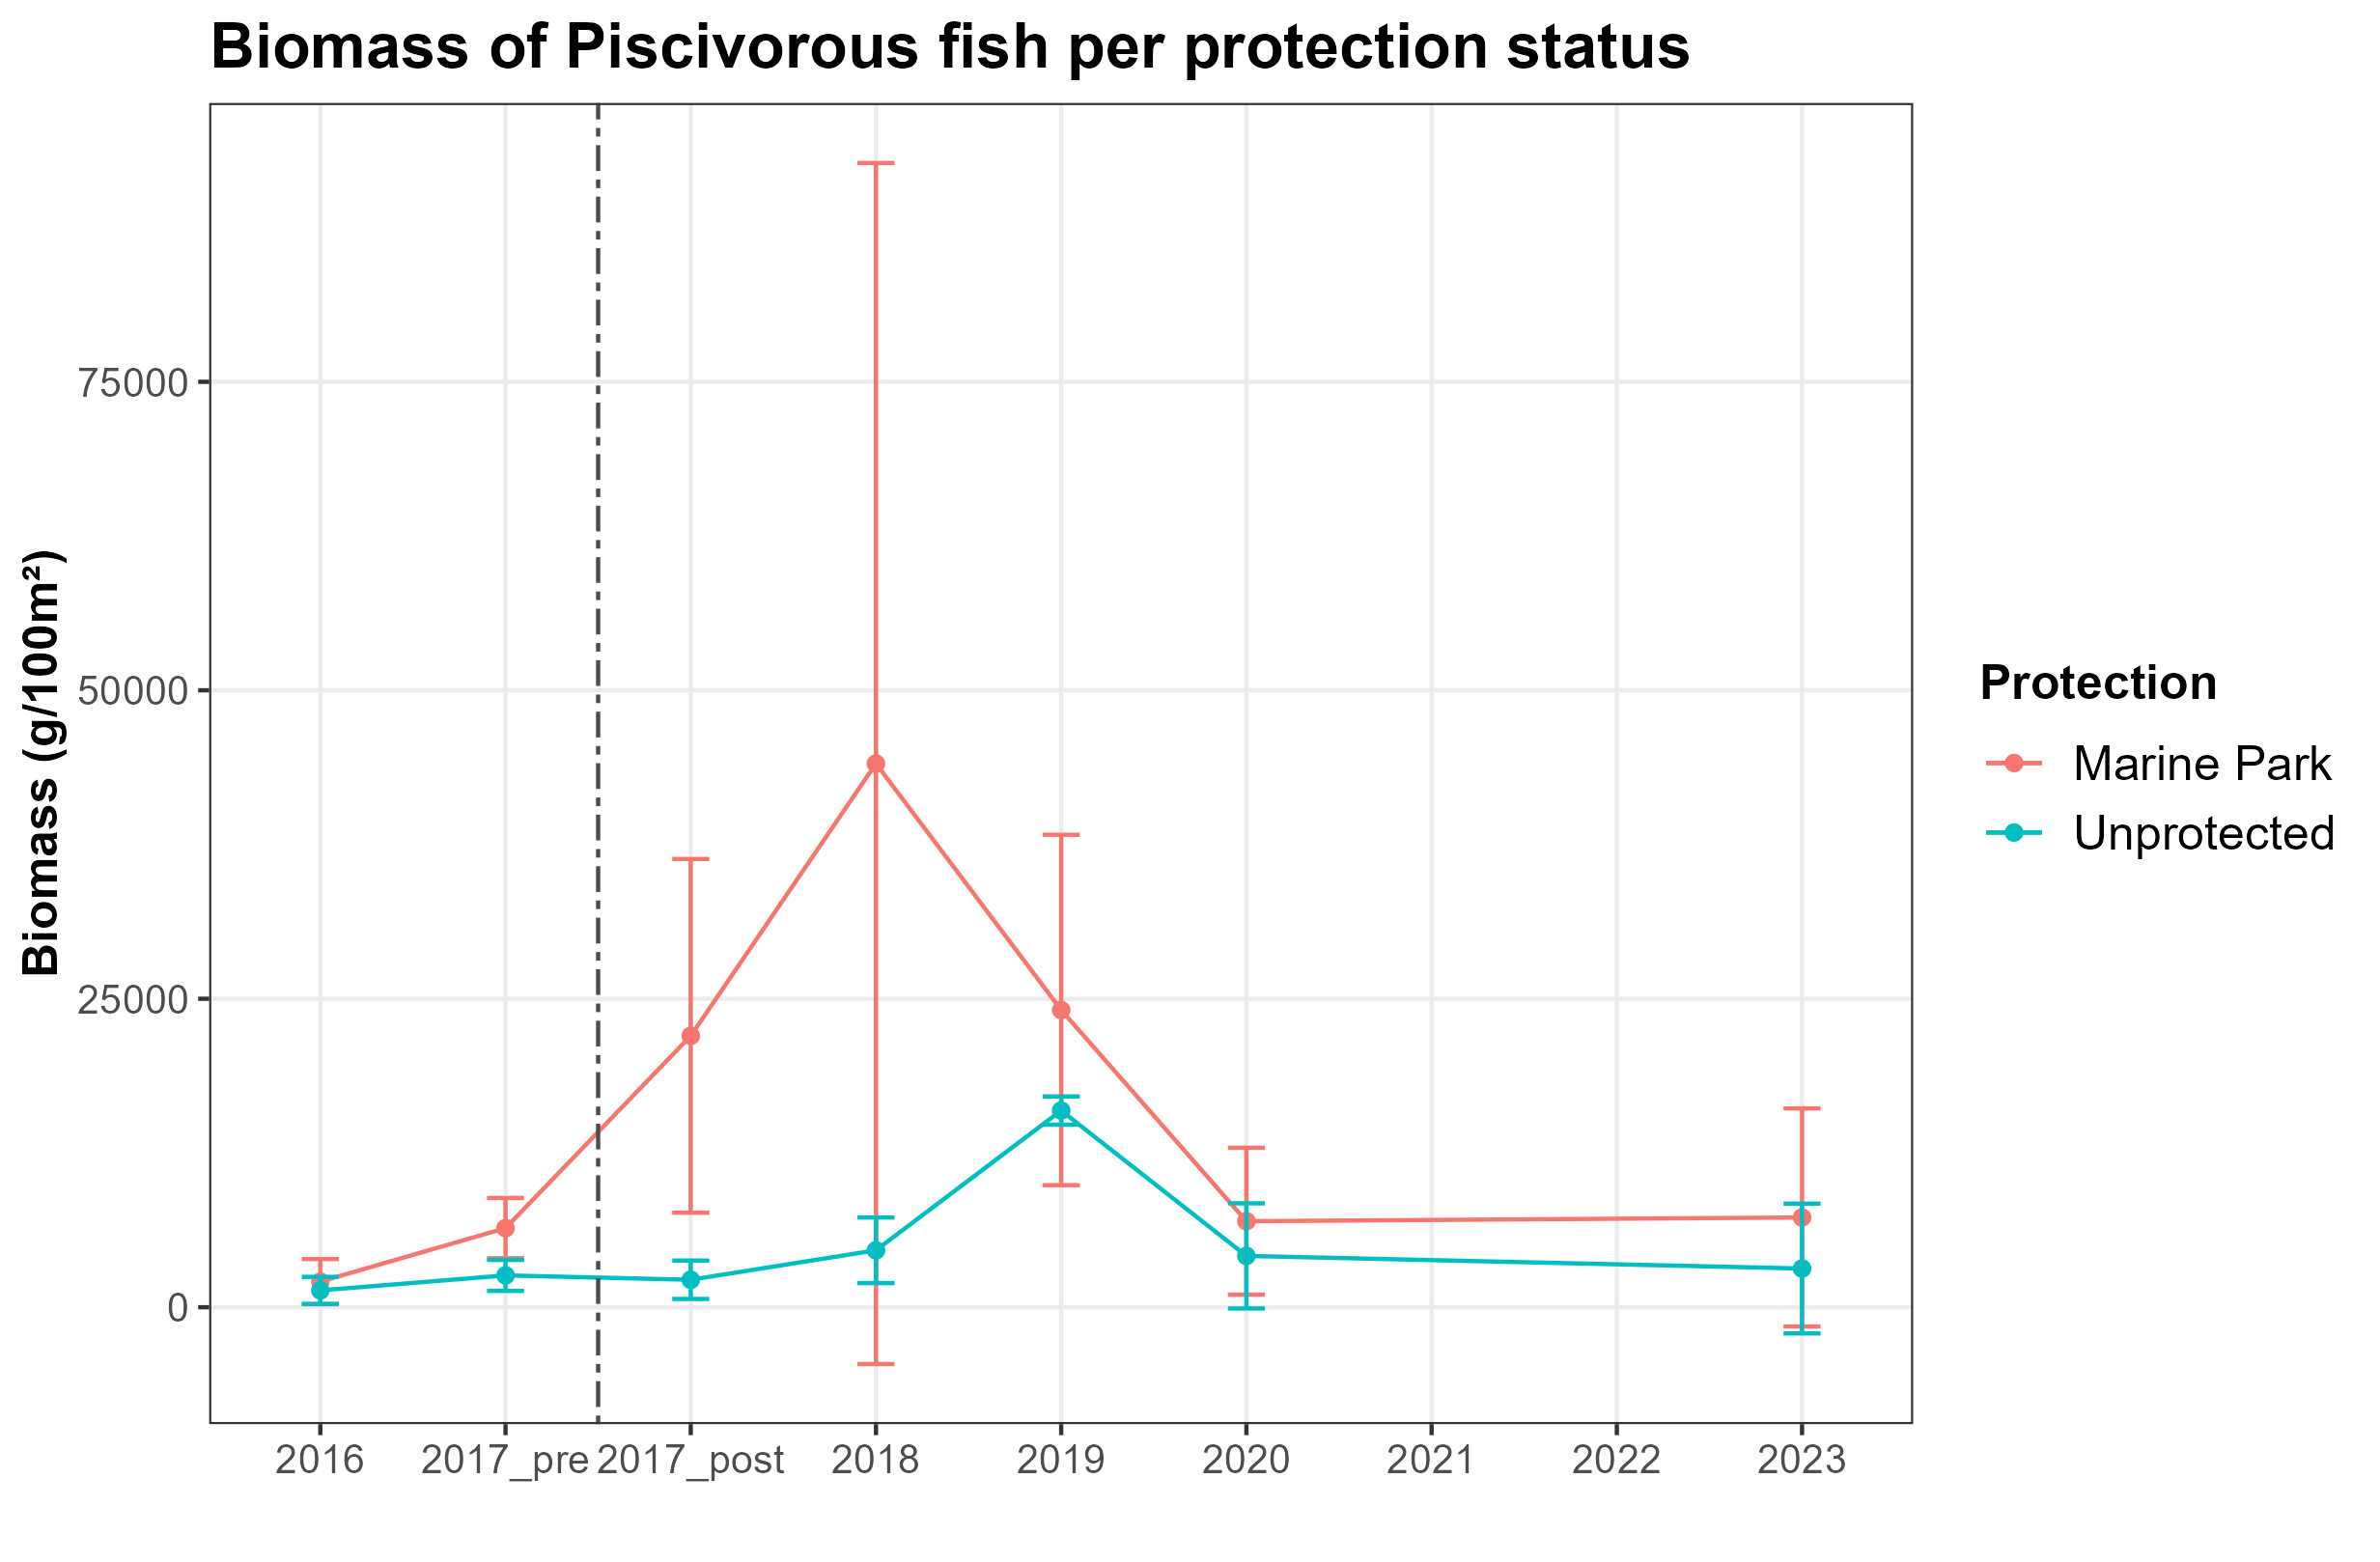 Biomass of Piscivorous fish per protection status
Biomass (g/100m²)
75000
50000
25000
0
2016 2017_pre 2017_post 2018 2019 2020 2021 2022 2023
Protection
Marine Park
Unprotected